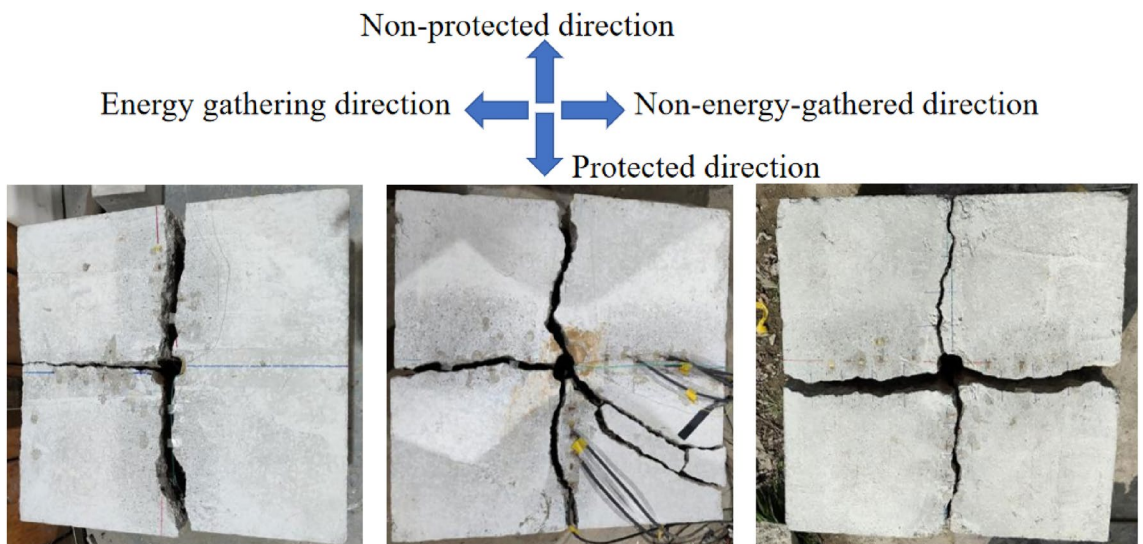 Non-protected direction
Energy gathering direction
Non-energy-gathered direction
Protected direction